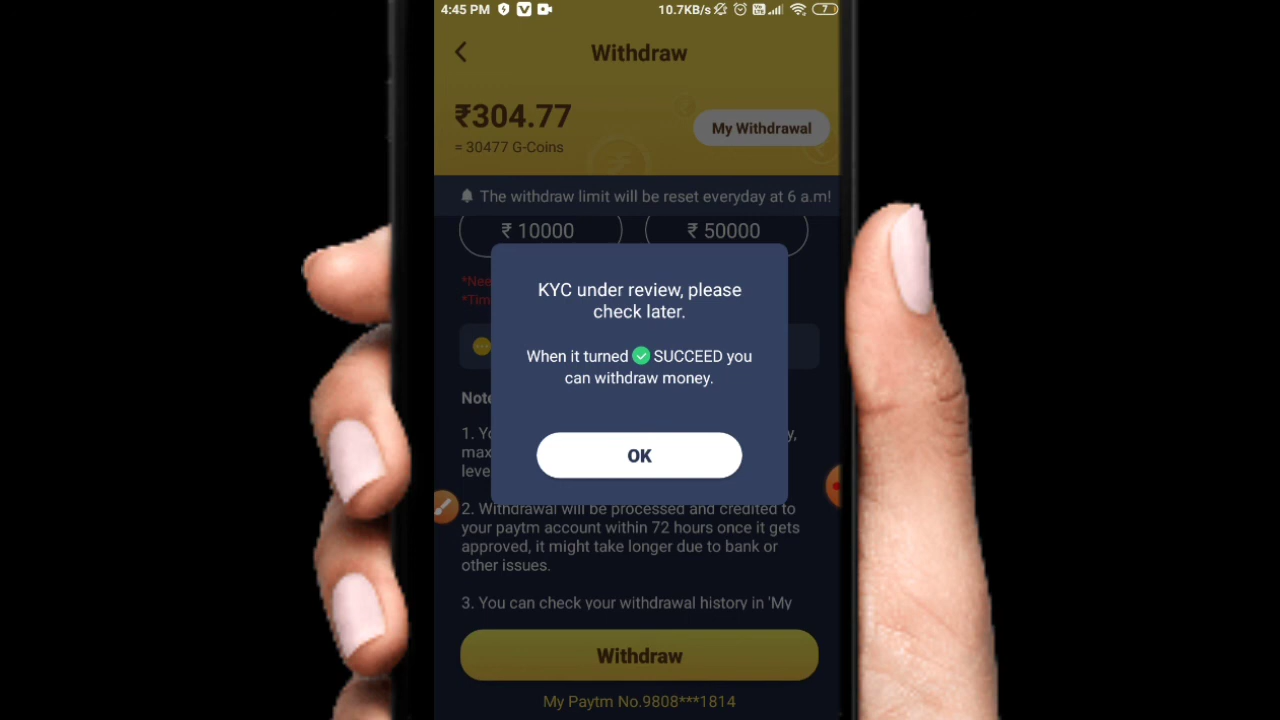 4:45 PM
10.7KB/s
7
Withdraw
₹304.77
My Withdrawal
= 30477 G-Coins
The withdraw limit will be reset everyday at 6 a.m!
₹ 10000
₹ 50000
KYC under review, please
check later.
When it turned SUCCEED you
can withdraw money.
OK
2. Withdrawal will be processed and credited to
your paytm account within 72 hours once it gets
approved, it might take longer due to bank or
other issues.
3. You can check your withdrawal history in 'My
Withdraw
My Paytm No.9808***1814